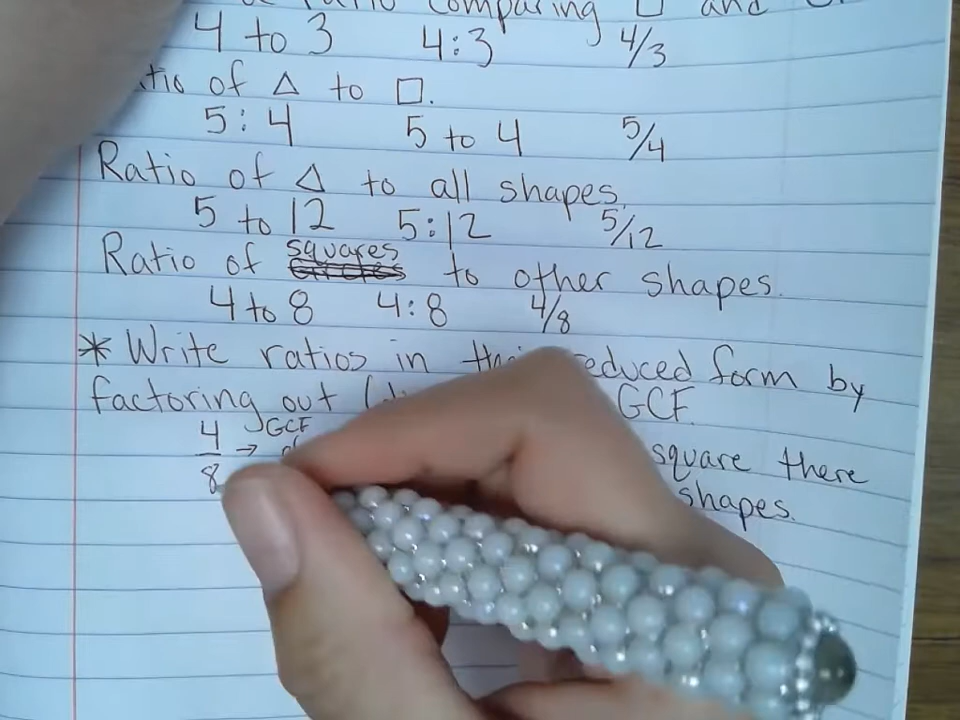 ratio comparing □ and
4 to 3 4:3 4/3
of △ to □.
5:4 5 to 4 5/4
Ratio of △ to all shapes.
5 to 12 5:12 5/12
squares
Ratio of circles to other shapes.
4 to 8 4:8 4/8
* Write ratios in reduced form by
factoring out GCF.
4/8 → GCF square there
shapes.